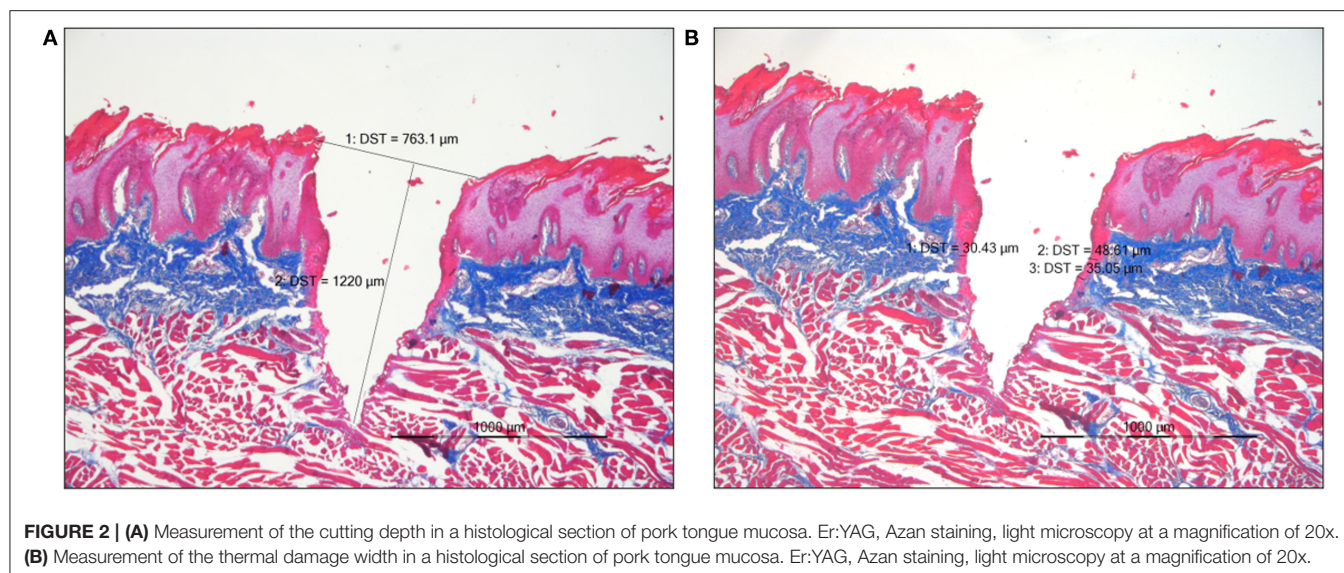 A
B
1: DST = 763.1 µm
2: DST = 1220 µm
1000 µm
1: DST = 30.43 µm
2: DST = 48.61 µm
3: DST = 35.05 µm
1000 µm
FIGURE 2 | (A) Measurement of the cutting depth in a histological section of pork tongue mucosa. Er:YAG, Azan staining, light microscopy at a magnification of 20x.
(B) Measurement of the thermal damage width in a histological section of pork tongue mucosa. Er:YAG, Azan staining, light microscopy at a magnification of 20x.